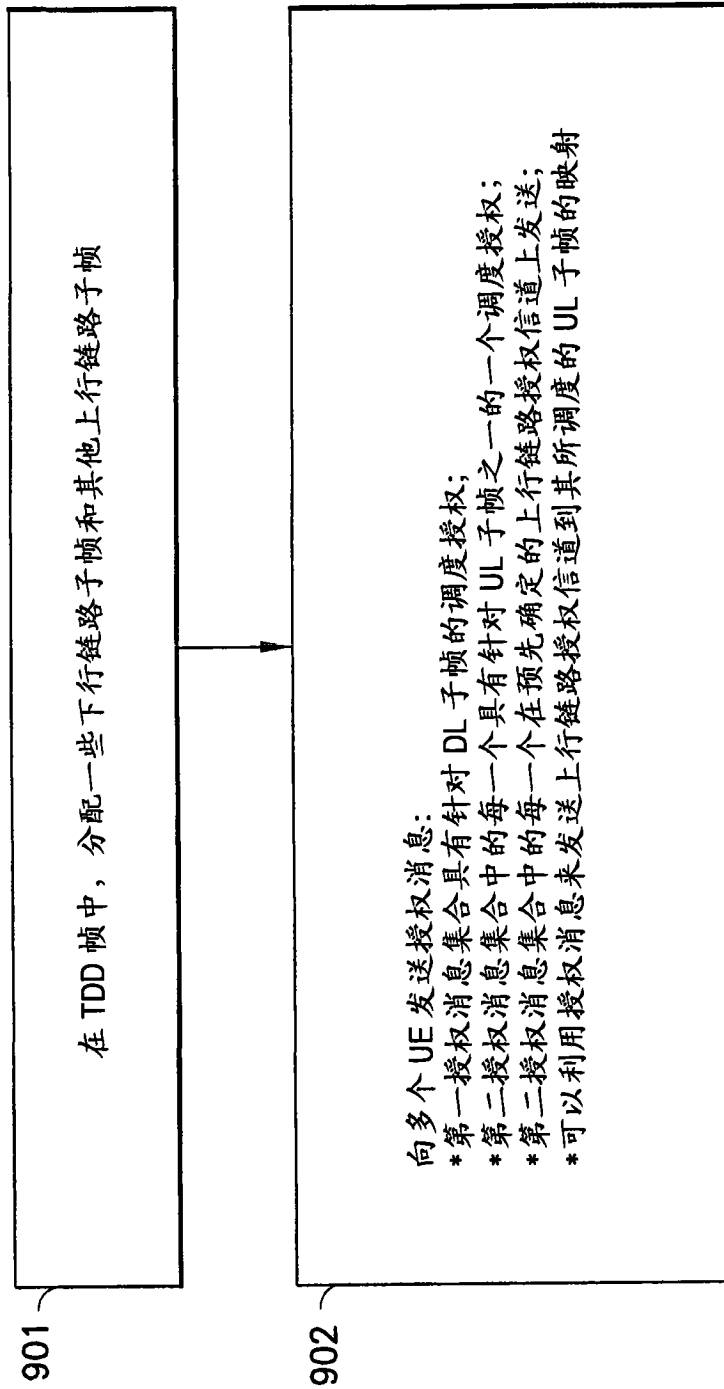 901
在 TDD 帧中，分配一些下行链路子帧和其他上行链路子帧
902
向多个 UE 发送授权消息：
*第一授权消息集合具有针对 DL 子帧的调度授权；
*第二授权消息集合中的每一个具有针对 UL 子帧之一的一个调度授权；
*第二授权消息集合中的每一个在预先确定的上行链路授权信道上发送；
*可以利用授权消息来发送上行链路授权信道到其所调度的 UL 子帧的映射